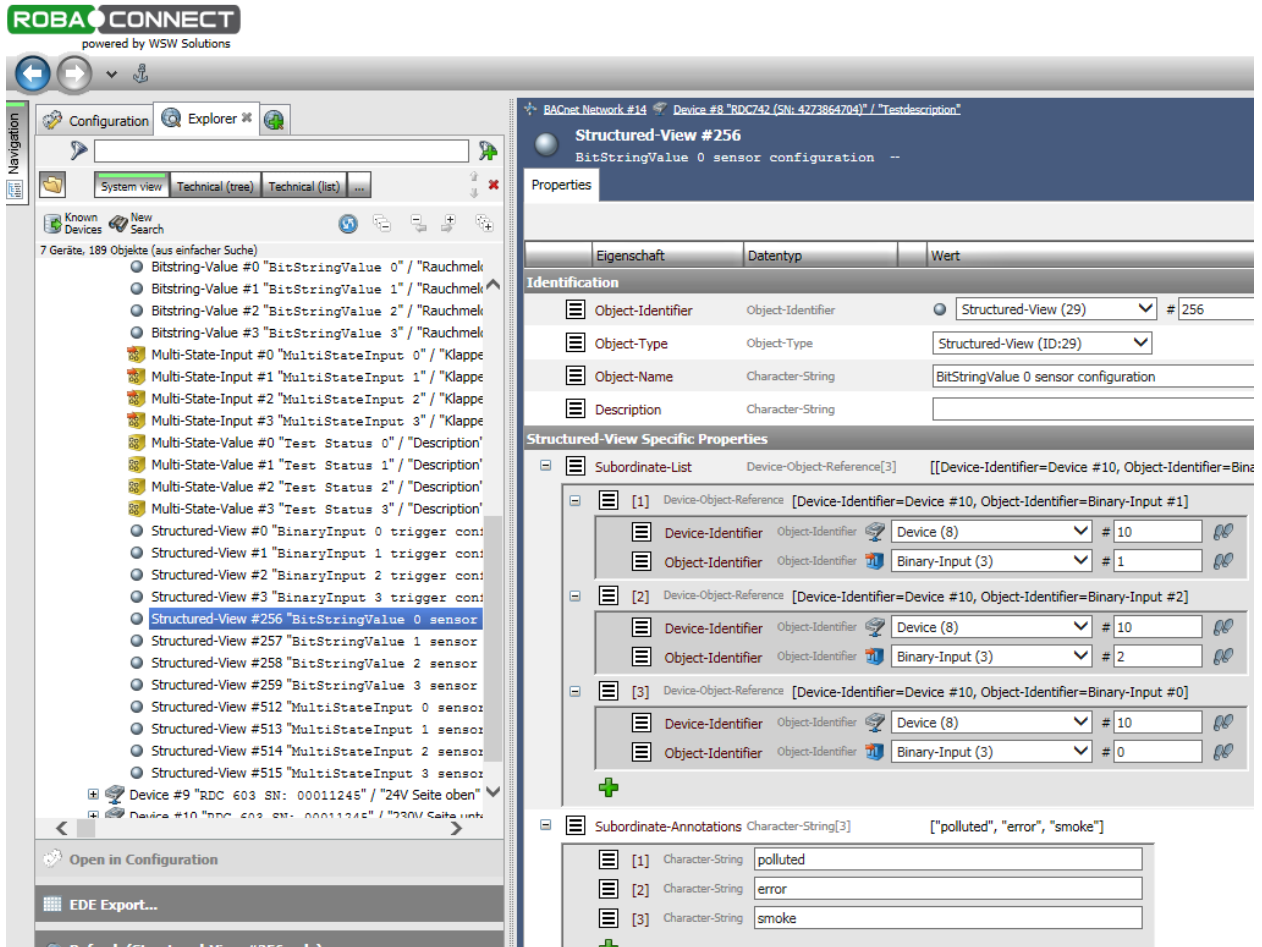 ROBA CONNECT
powered by WSW Solutions
Navigation
Configuration Explorer
System view Technical (tree) Technical (list) ...
Known Devices New Search
7 Geräte, 189 Objekte (aus einfacher Suche)
Bitstring-Value #0 "BitStringValue 0" / "Rauchmeld
Bitstring-Value #1 "BitStringValue 1" / "Rauchmeld
Bitstring-Value #2 "BitStringValue 2" / "Rauchmeld
Bitstring-Value #3 "BitStringValue 3" / "Rauchmeld
Multi-State-Input #0 "MultiStateInput 0" / "Klappe
Multi-State-Input #1 "MultiStateInput 1" / "Klappe
Multi-State-Input #2 "MultiStateInput 2" / "Klappe
Multi-State-Input #3 "MultiStateInput 3" / "Klappe
Multi-State-Value #0 "Test Status 0" / "Description"
Multi-State-Value #1 "Test Status 1" / "Description"
Multi-State-Value #2 "Test Status 2" / "Description"
Multi-State-Value #3 "Test Status 3" / "Description"
Structured-View #0 "BinaryInput 0 trigger conf
Structured-View #1 "BinaryInput 1 trigger conf
Structured-View #2 "BinaryInput 2 trigger conf
Structured-View #3 "BinaryInput 3 trigger conf
Structured-View #256 "BitStringValue 0 sensor
Structured-View #257 "BitStringValue 1 sensor
Structured-View #258 "BitStringValue 2 sensor
Structured-View #259 "BitStringValue 3 sensor
Structured-View #512 "MultiStateInput 0 sensor
Structured-View #513 "MultiStateInput 1 sensor
Structured-View #514 "MultiStateInput 2 sensor
Structured-View #515 "MultiStateInput 3 sensor
Device #9 "RDC 603 SN: 00011245" / "24V Seite oben"
Device #10 "RDC 603 SN: 00011246" / "230V Seite unte
Open in Configuration
EDE Export...
BACnet Network #14 Device #8 "RDC742 (SN: 4273864704)" / "Testdescription"
Structured-View #256
BitStringValue 0 sensor configuration --
Properties
Eigenschaft Datentyp Wert
Identification
Object-Identifier Object-Identifier Structured-View (29) # 256
Object-Type Object-Type Structured-View (ID:29)
Object-Name Character-String BitStringValue 0 sensor configuration
Description Character-String
Structured-View Specific Properties
Subordinate-List Device-Object-Reference[3] [[Device-Identifier=Device #10, Object-Identifier=Bina
[1] Device-Object-Reference [Device-Identifier=Device #10, Object-Identifier=Binary-Input #1]
Device-Identifier Object-Identifier Device (8) # 10
Object-Identifier Object-Identifier Binary-Input (3) # 1
[2] Device-Object-Reference [Device-Identifier=Device #10, Object-Identifier=Binary-Input #2]
Device-Identifier Object-Identifier Device (8) # 10
Object-Identifier Object-Identifier Binary-Input (3) # 2
[3] Device-Object-Reference [Device-Identifier=Device #10, Object-Identifier=Binary-Input #0]
Device-Identifier Object-Identifier Device (8) # 10
Object-Identifier Object-Identifier Binary-Input (3) # 0
Subordinate-Annotations Character-String[3] ["polluted", "error", "smoke"]
[1] Character-String polluted
[2] Character-String error
[3] Character-String smoke